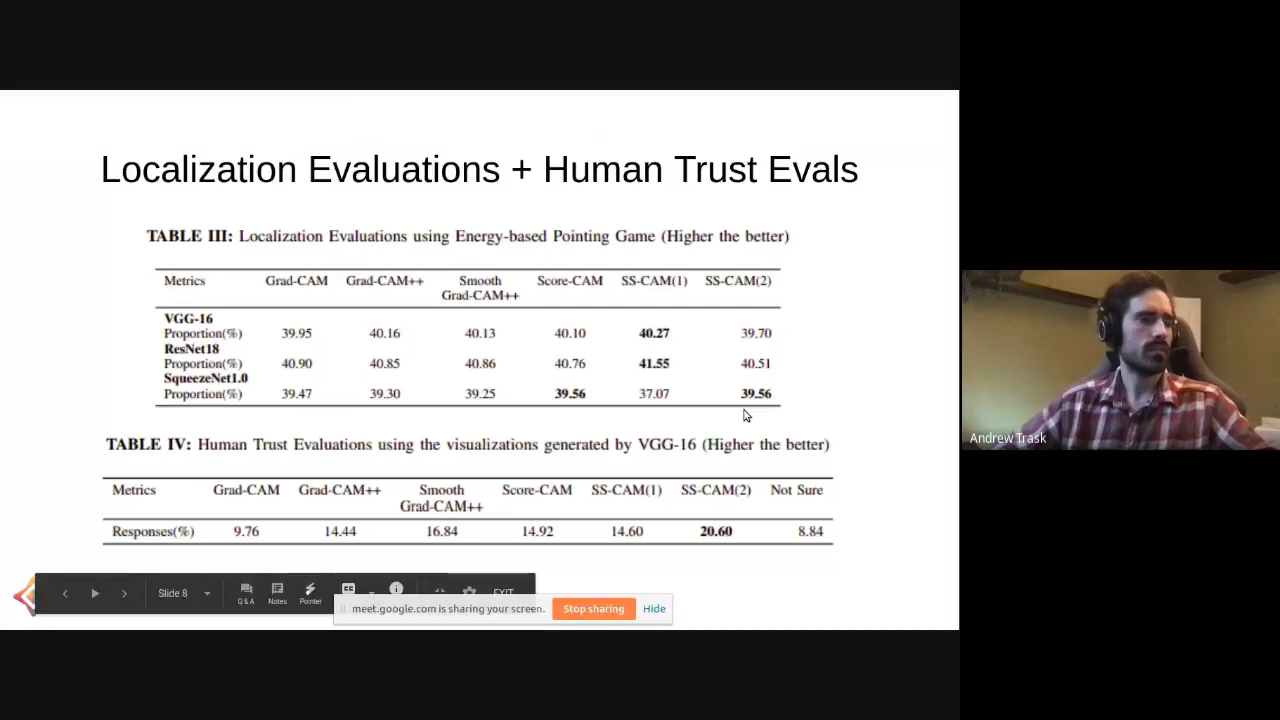 Localization Evaluations + Human Trust Evals
TABLE III: Localization Evaluations using Energy-based Pointing Game (Higher the better)
Metrics Grad-CAM Grad-CAM++ Smooth Grad-CAM++ Score-CAM SS-CAM(1) SS-CAM(2)
VGG-16
Proportion(%) 39.95 40.16 40.13 40.10 40.27 39.70
ResNet18
Proportion(%) 40.90 40.85 40.86 40.76 41.55 40.51
SqueezeNet1.0
Proportion(%) 39.47 39.30 39.25 39.56 37.07 39.56
TABLE IV: Human Trust Evaluations using the visualizations generated by VGG-16 (Higher the better)
Metrics Grad-CAM Grad-CAM++ Smooth Grad-CAM++ Score-CAM SS-CAM(1) SS-CAM(2) Not Sure
Responses(%) 9.76 14.44 16.84 14.92 14.60 20.60 8.84
Slide 8
Q & A Notes Pointer
CC
EXIT
meet.google.com is sharing your screen. Stop sharing Hide
Andrew Trask